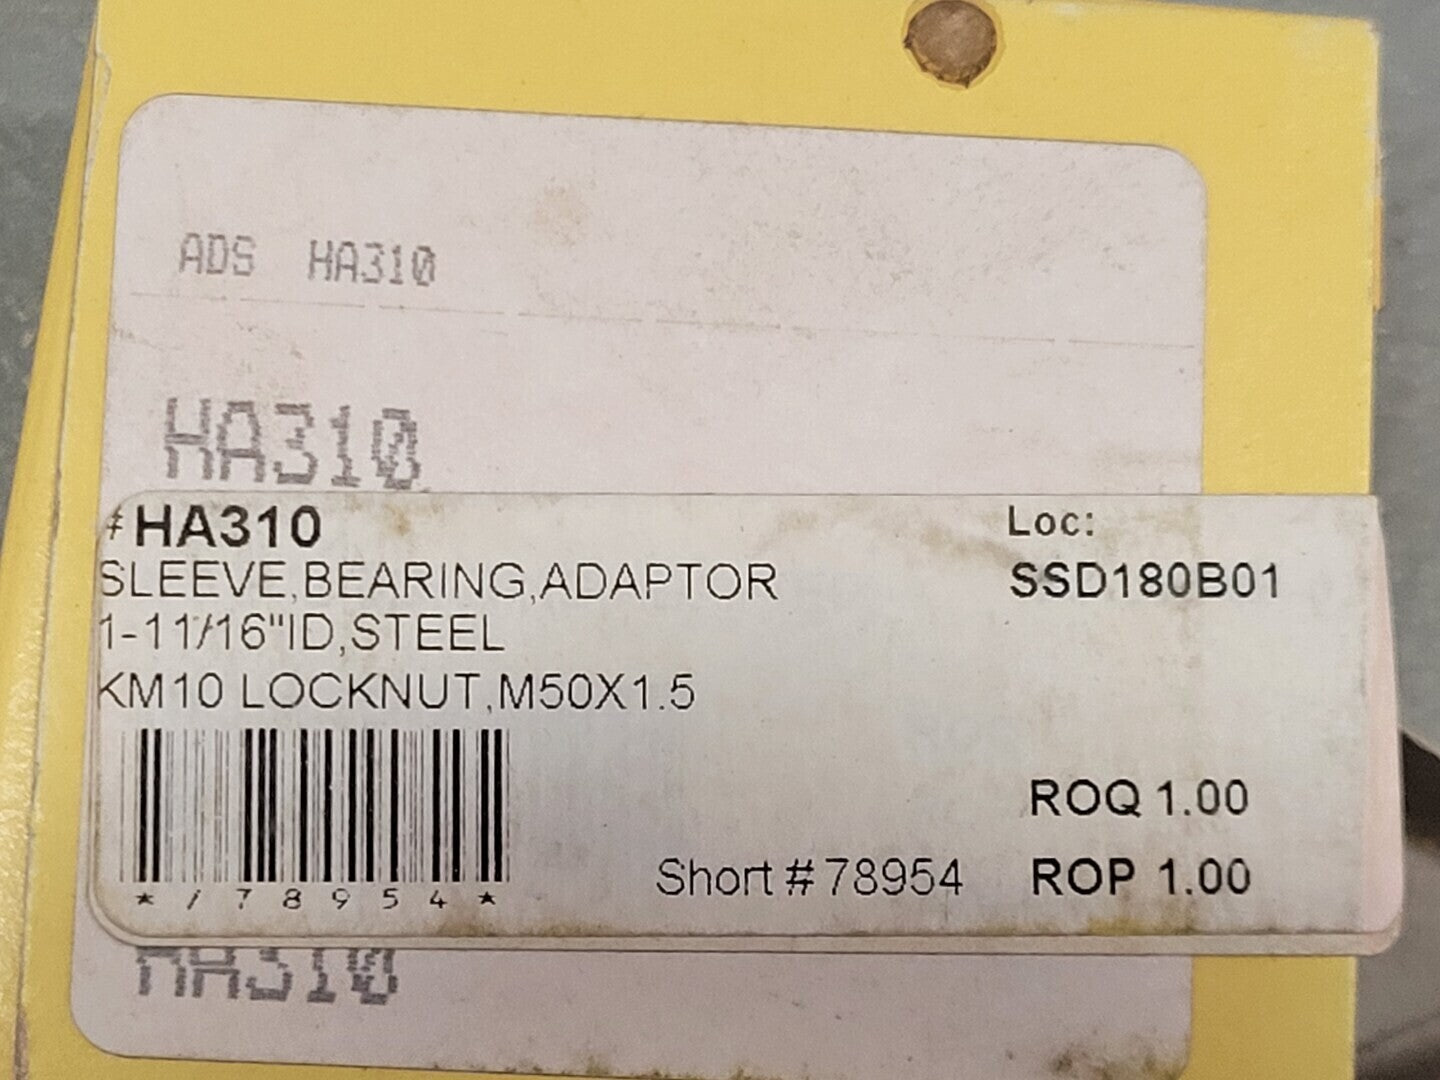 ADS HA310
HA310
#HA310
SLEEVE,BEARING,ADAPTOR
1-11/16"ID,STEEL
KM10 LOCKNUT,M50X1.5
Loc:
SSD180B01
*/78954*
Short # 78954
ROQ 1.00
ROP 1.00
HA310